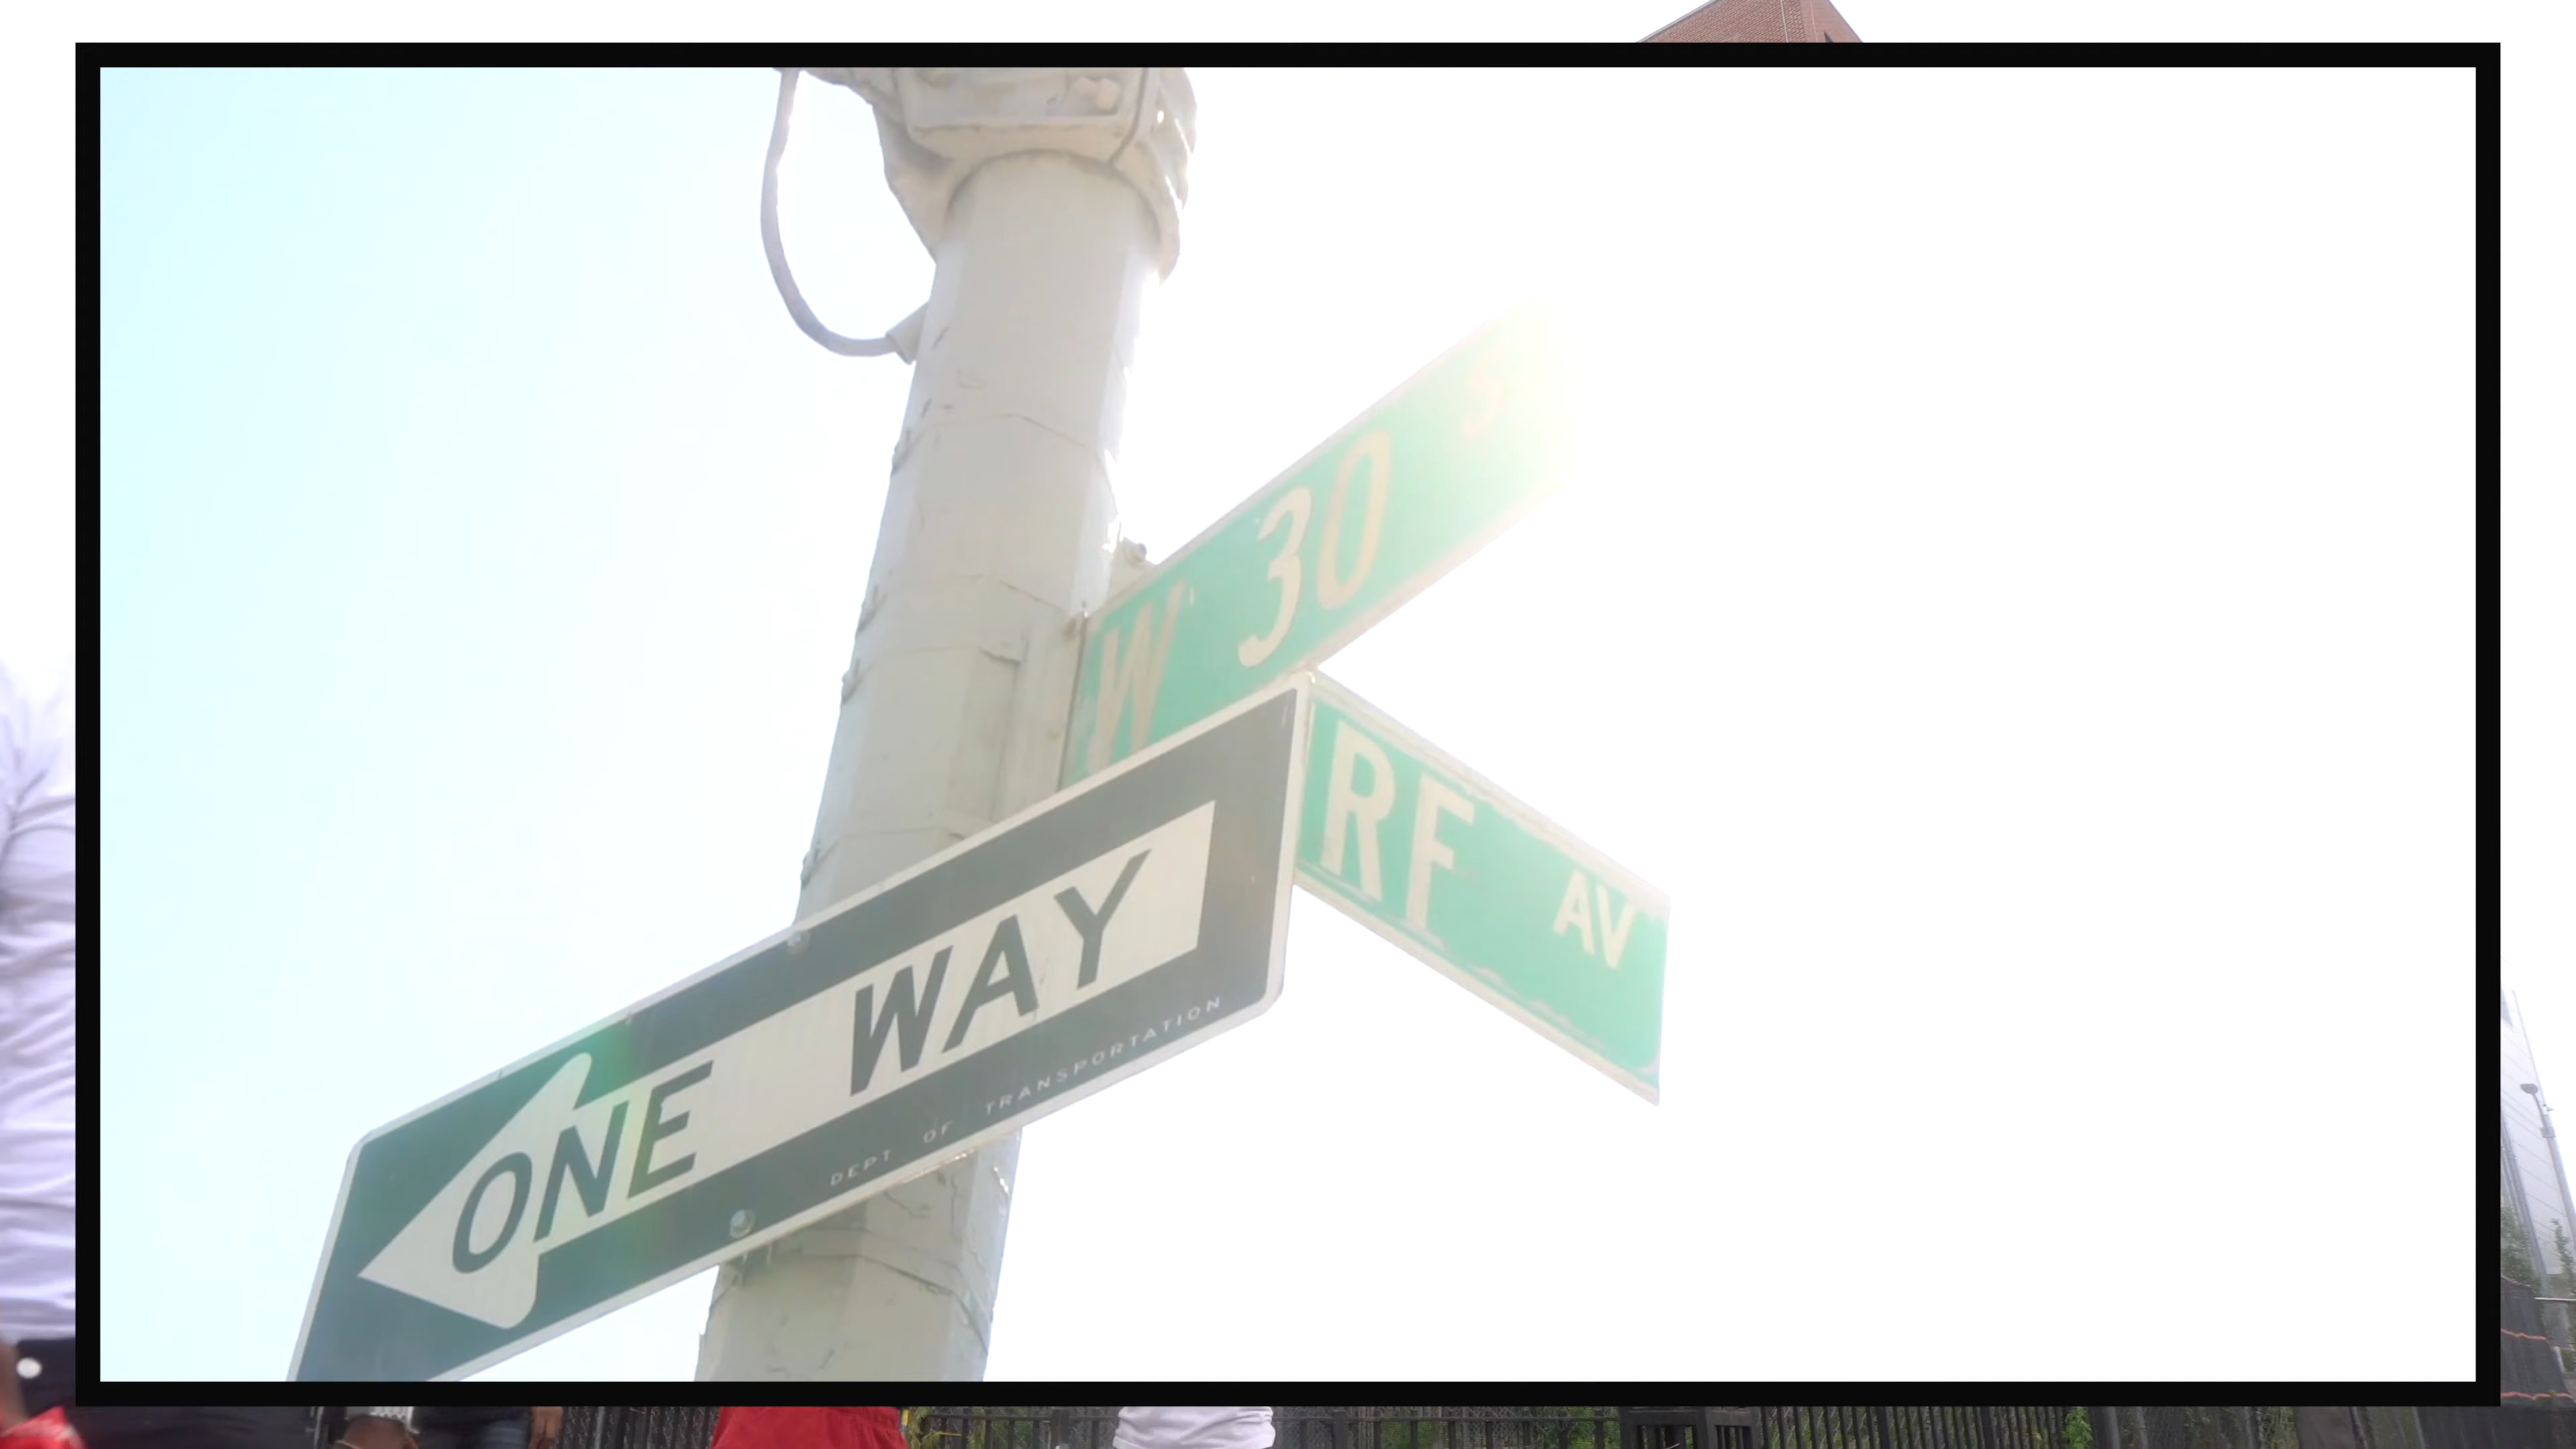 W 30 S
RF AV
ONE WAY
DEPT. OF TRANSPORTATION